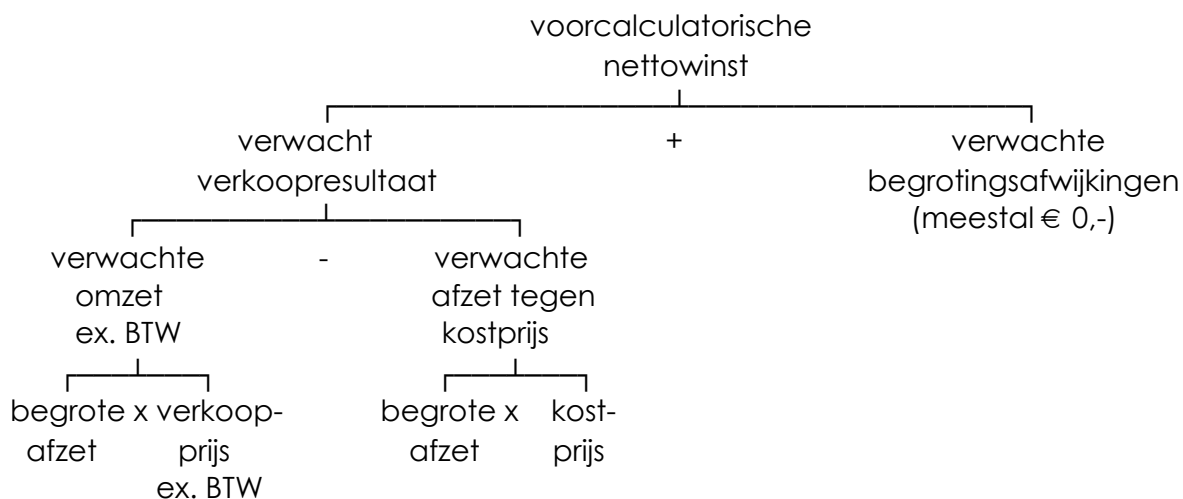 voorcalculatorische
nettowinst
verwacht + verwachte
verkoopresultaat begrotingsafwijkingen
(meestal € 0,-)
verwachte - verwachte
omzet afzet tegen
ex. BTW kostprijs
begrote x verkoop- begrote x kost-
afzet prijs afzet prijs
ex. BTW